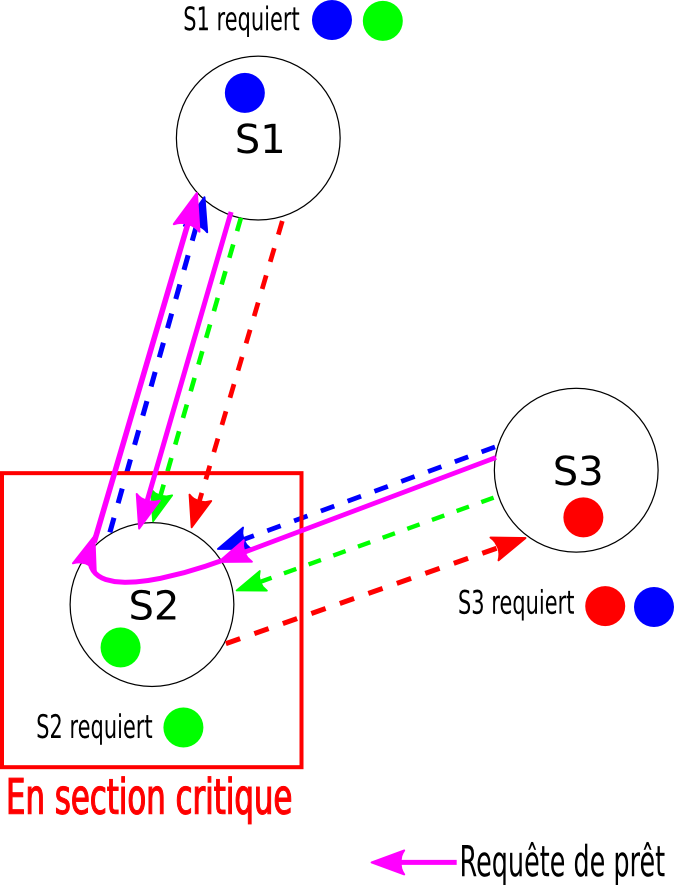 S1 requiert
S1
S3
S3 requiert
S2
S2 requiert
En section critique
Requête de prêt